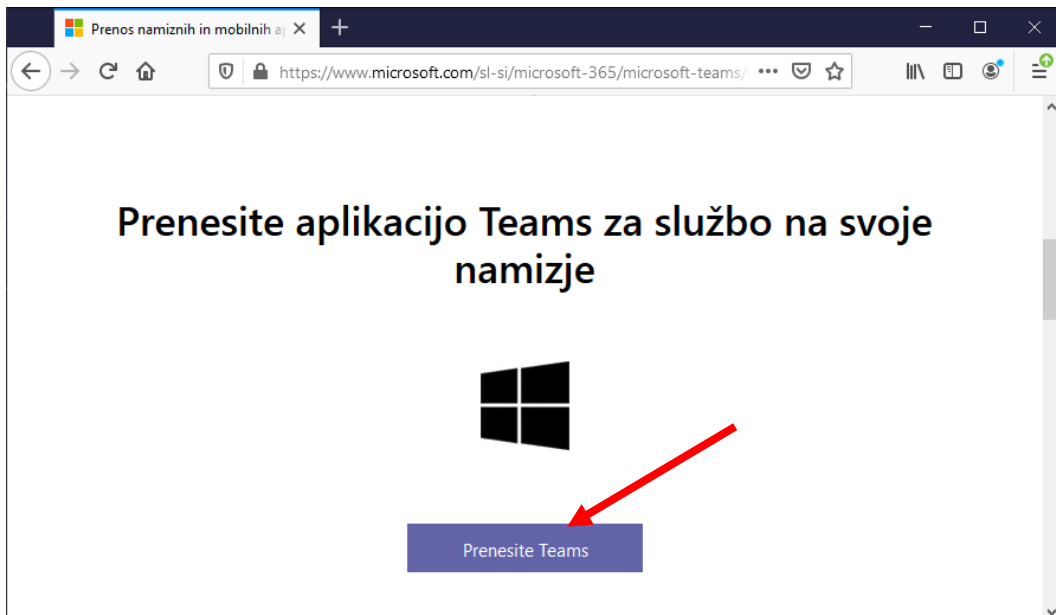 Prenos namiznih in mobilnih ap
https://www.microsoft.com/sl-si/microsoft-365/microsoft-teams/
Prenesite aplikacijo Teams za službo na svoje
namizje
Prenesite Teams